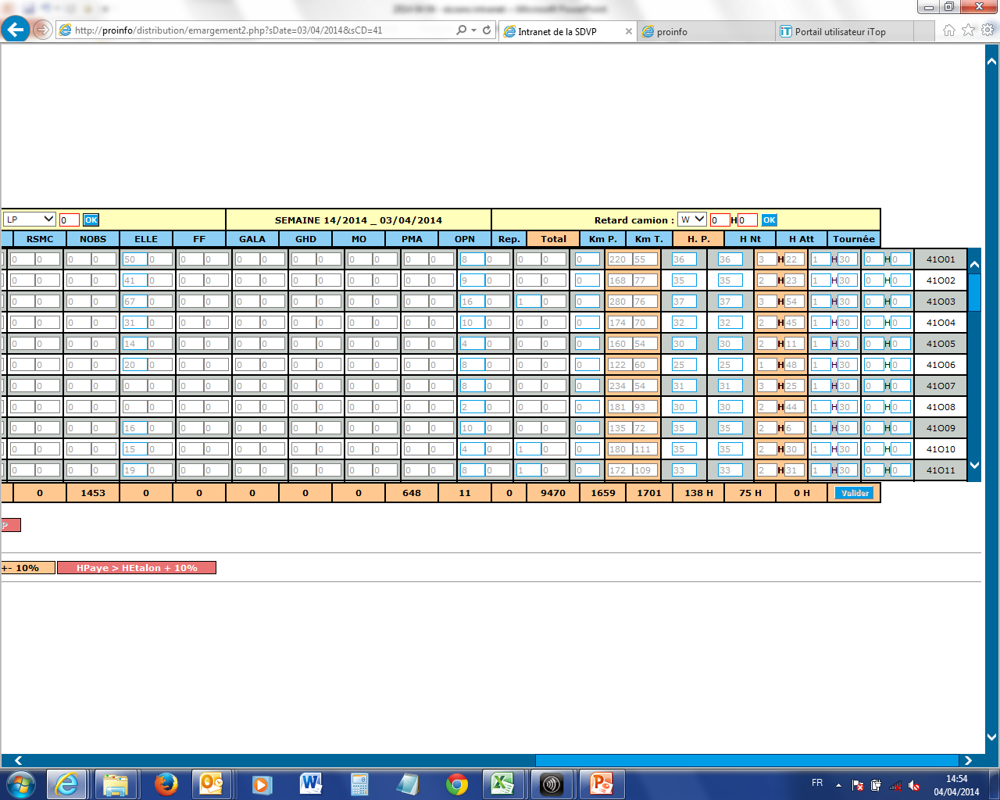 2014 04 04 - écrans intranet - Microsoft PowerPoint
http://proinfo/distribution/emargement2.php?sDate=03/04/2014&sCD=41 Intranet de la SDVP proinfo Portail utilisateur iTop
LP 0 OK SEMAINE 14/2014 _ 03/04/2014 Retard camion : W 0 H 0 OK
RSMC NOBS ELLE FF GALA GHD MO PMA OPN Rep. Total Km P. Km T. H. P. H Nt H Att Tournée
0 0 0 0 50 0 0 0 0 0 0 0 0 0 0 0 8 0 0 0 0 220 55 36 36 3 H 22 1 H 30 0 H 0 41O01
0 0 0 0 41 0 0 0 0 0 0 0 0 0 0 0 9 0 0 0 0 168 77 35 35 2 H 23 1 H 30 0 H 0 41O02
0 0 0 0 67 0 0 0 0 0 0 0 0 0 0 0 16 0 1 0 0 280 76 37 37 3 H 54 1 H 30 0 H 0 41O03
0 0 0 0 31 0 0 0 0 0 0 0 0 0 0 0 10 0 0 0 0 174 70 32 32 2 H 45 1 H 30 0 H 0 41O04
0 0 0 0 14 0 0 0 0 0 0 0 0 0 0 0 4 0 0 0 0 160 54 30 30 2 H 11 1 H 30 0 H 0 41O05
0 0 0 0 20 0 0 0 0 0 0 0 0 0 0 0 8 0 0 0 0 122 60 25 25 1 H 48 1 H 30 0 H 0 41O06
0 0 0 0 0 0 0 0 0 0 0 0 0 0 0 0 8 0 0 0 0 234 54 31 31 3 H 25 1 H 30 0 H 0 41O07
0 0 0 0 0 0 0 0 0 0 0 0 0 0 0 0 2 0 0 0 0 181 93 30 30 2 H 44 1 H 30 0 H 0 41O08
0 0 0 0 16 0 0 0 0 0 0 0 0 0 0 0 10 0 0 0 0 135 72 35 35 2 H 6 1 H 30 0 H 0 41O09
0 0 0 0 15 0 0 0 0 0 0 0 0 0 0 0 4 0 1 0 0 180 111 35 35 2 H 30 1 H 30 0 H 0 41O10
0 0 0 0 19 0 0 0 0 0 0 0 0 0 0 0 8 0 1 0 0 172 109 33 33 2 H 31 1 H 30 0 H 0 41O11
0 1453 0 0 0 0 0 648 11 0 9470 1659 1701 138 H 75 H 0 H Valider
P
+- 10% HPaye > HEtalon + 10%
FR 14:54
04/04/2014